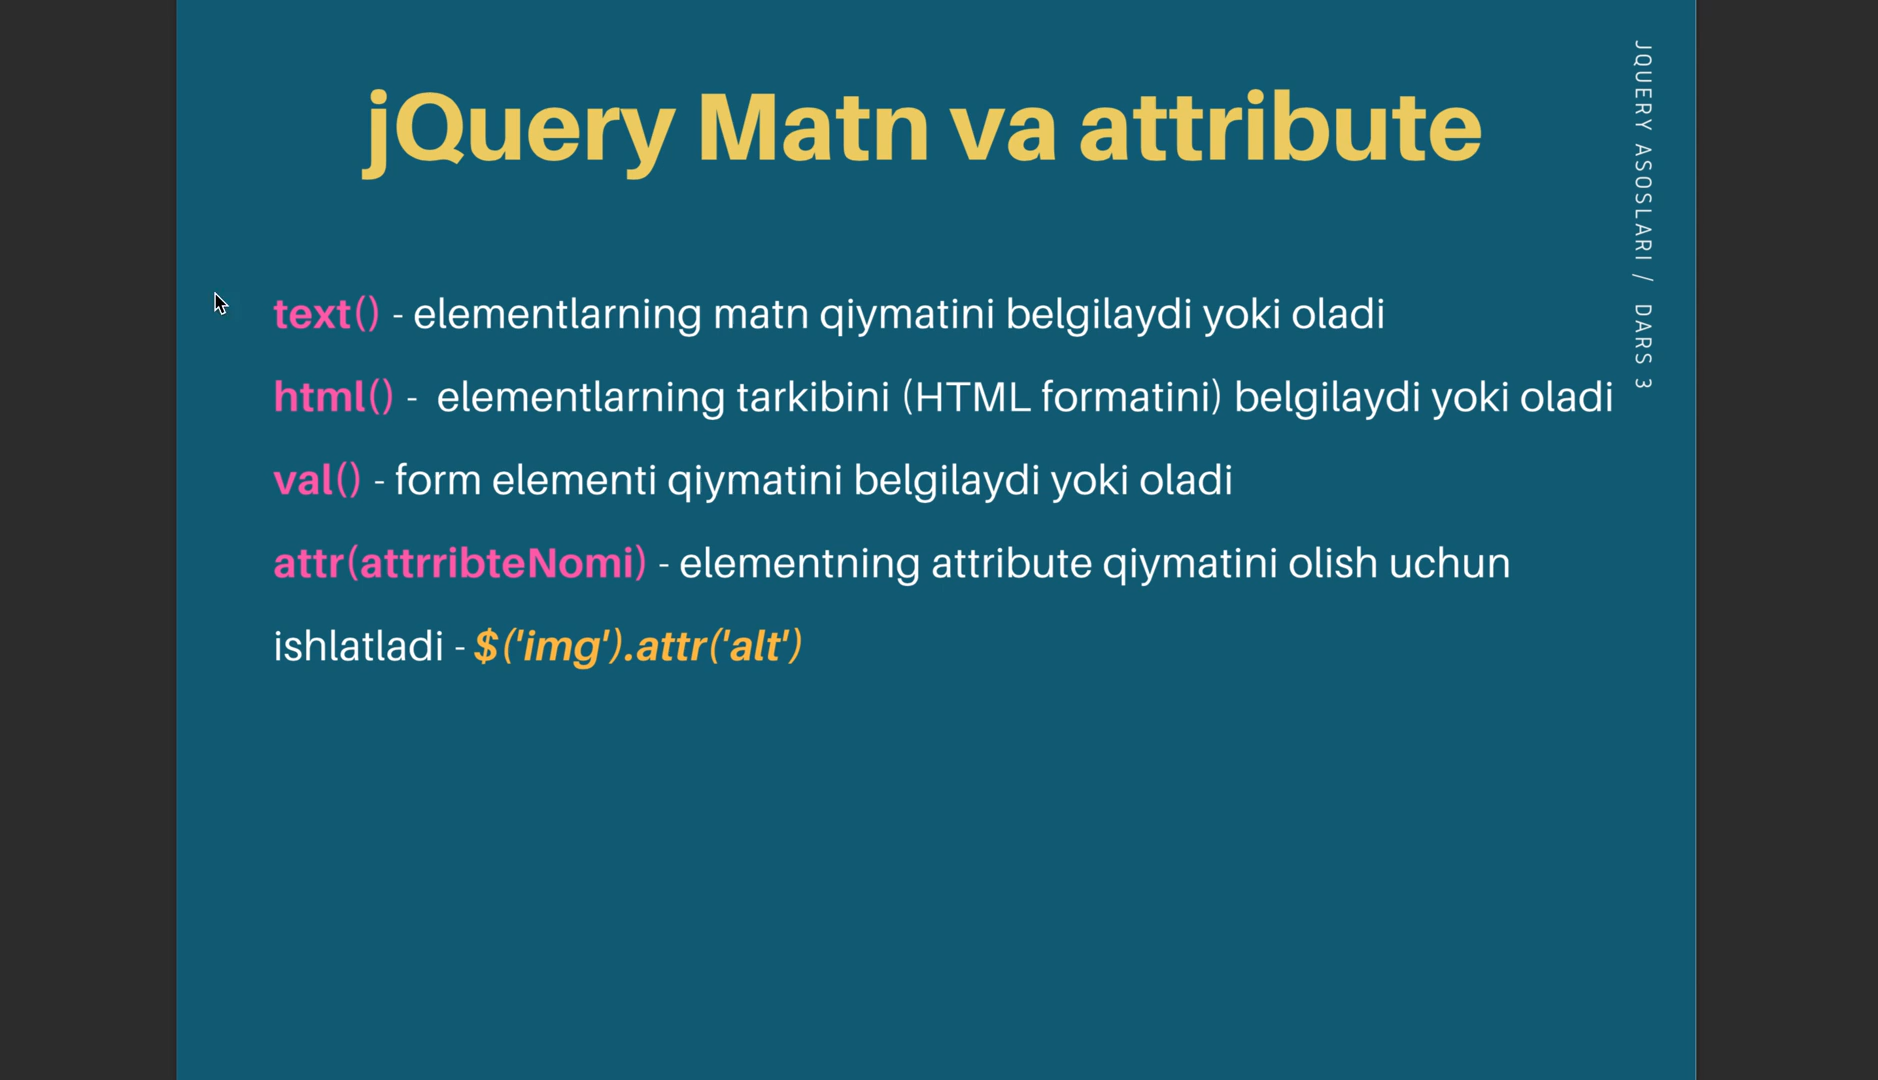 jQuery Matn va attribute
JQUERY ASOSLARI / DARS 3
text() - elementlarning matn qiymatini belgilaydi yoki oladi
html() - elementlarning tarkibini (HTML formatini) belgilaydi yoki oladi
val() - form elementi qiymatini belgilaydi yoki oladi
attr(attrribteNomi) - elementning attribute qiymatini olish uchun
ishlatladi - $('img').attr('alt')